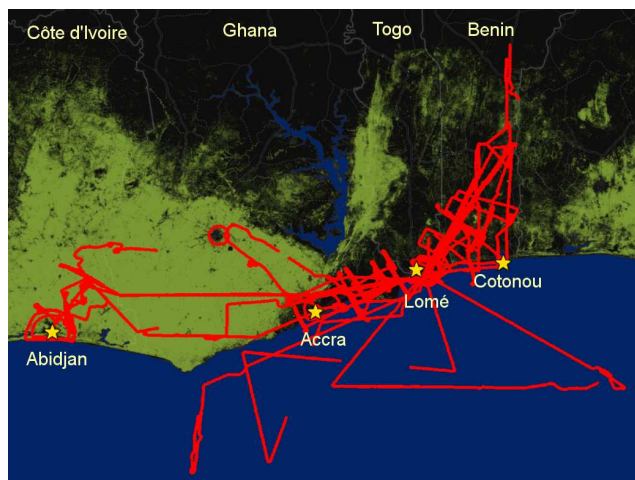 Côte d'Ivoire
Ghana
Togo
Benin
Cotonou
Lomé
Accra
Abidjan